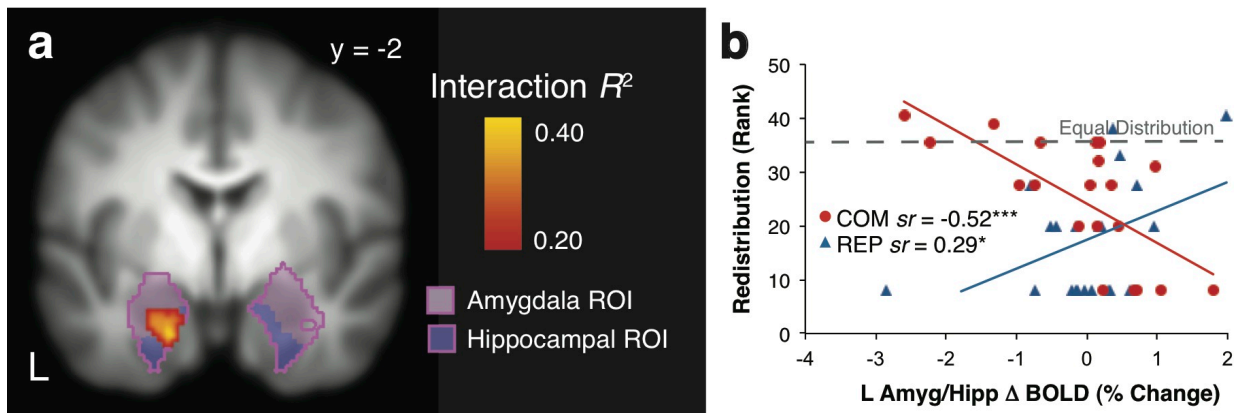 a
y = -2
Interaction R²
0.40
0.20
Amygdala ROI
Hippocampal ROI
L
b
Redistribution (Rank)
50
40
30
20
10
0
Equal Distribution
COM sr = -0.52***
REP sr = 0.29*
-4 -3 -2 -1 0 1 2
L Amyg/Hipp Δ BOLD (% Change)